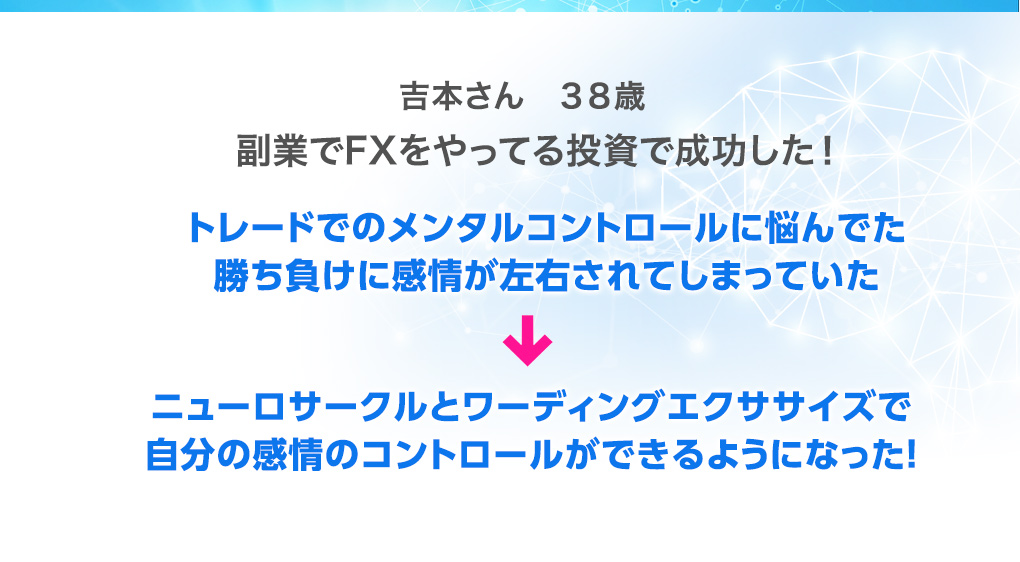 吉本さん　３８歳
副業でFXをやってる投資で成功した！
トレードでのメンタルコントロールに悩んでた
勝ち負けに感情が左右されてしまっていた
ニューロサークルとワーディングエクササイズで
自分の感情のコントロールができるようになった!